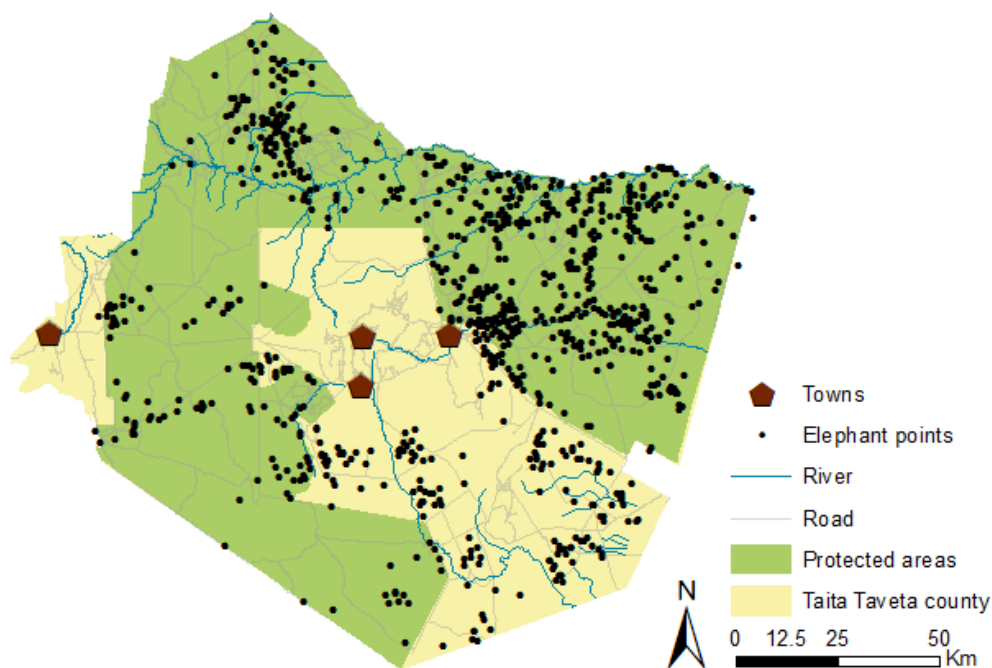 Towns
Elephant points
River
Road
Protected areas
Taita Taveta county
N
0 12.5 25 50
Km